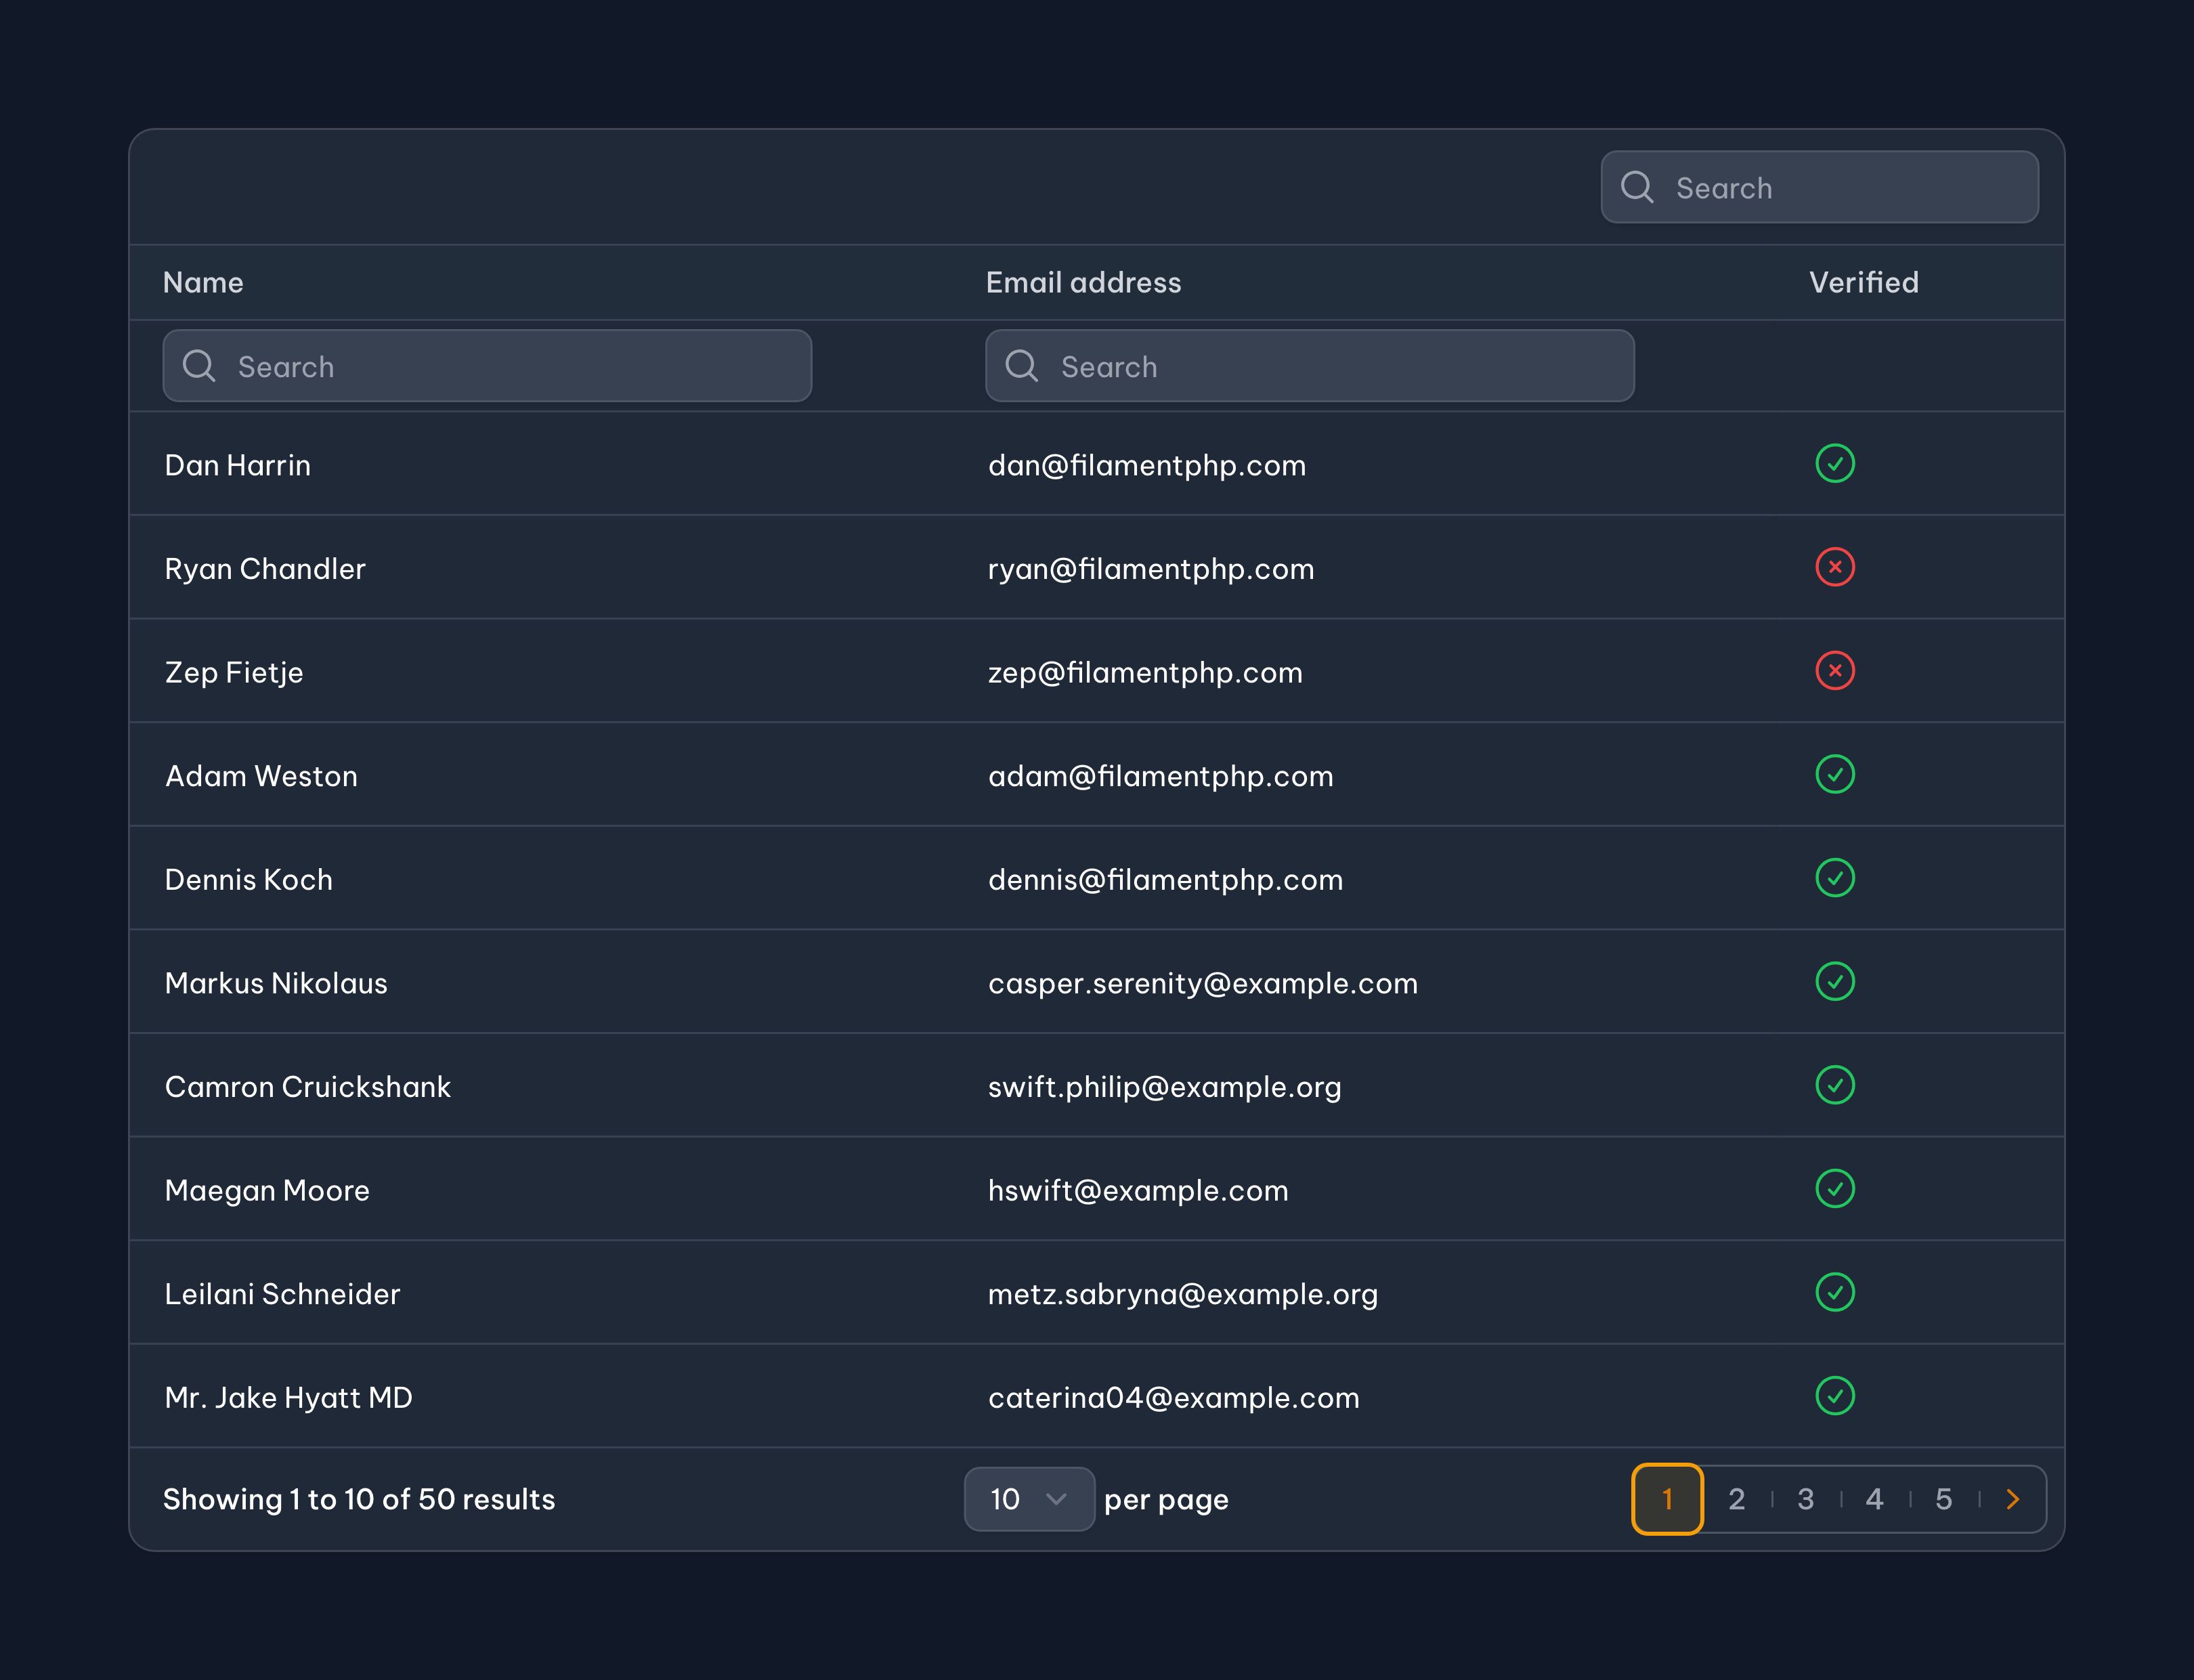 Search
Name Email address Verified
Search Search
Dan Harrin dan@filamentphp.com
Ryan Chandler ryan@filamentphp.com
Zep Fietje zep@filamentphp.com
Adam Weston adam@filamentphp.com
Dennis Koch dennis@filamentphp.com
Markus Nikolaus casper.serenity@example.com
Camron Cruickshank swift.philip@example.org
Maegan Moore hswift@example.com
Leilani Schneider metz.sabryna@example.org
Mr. Jake Hyatt MD caterina04@example.com
Showing 1 to 10 of 50 results 10 per page 1 2 3 4 5